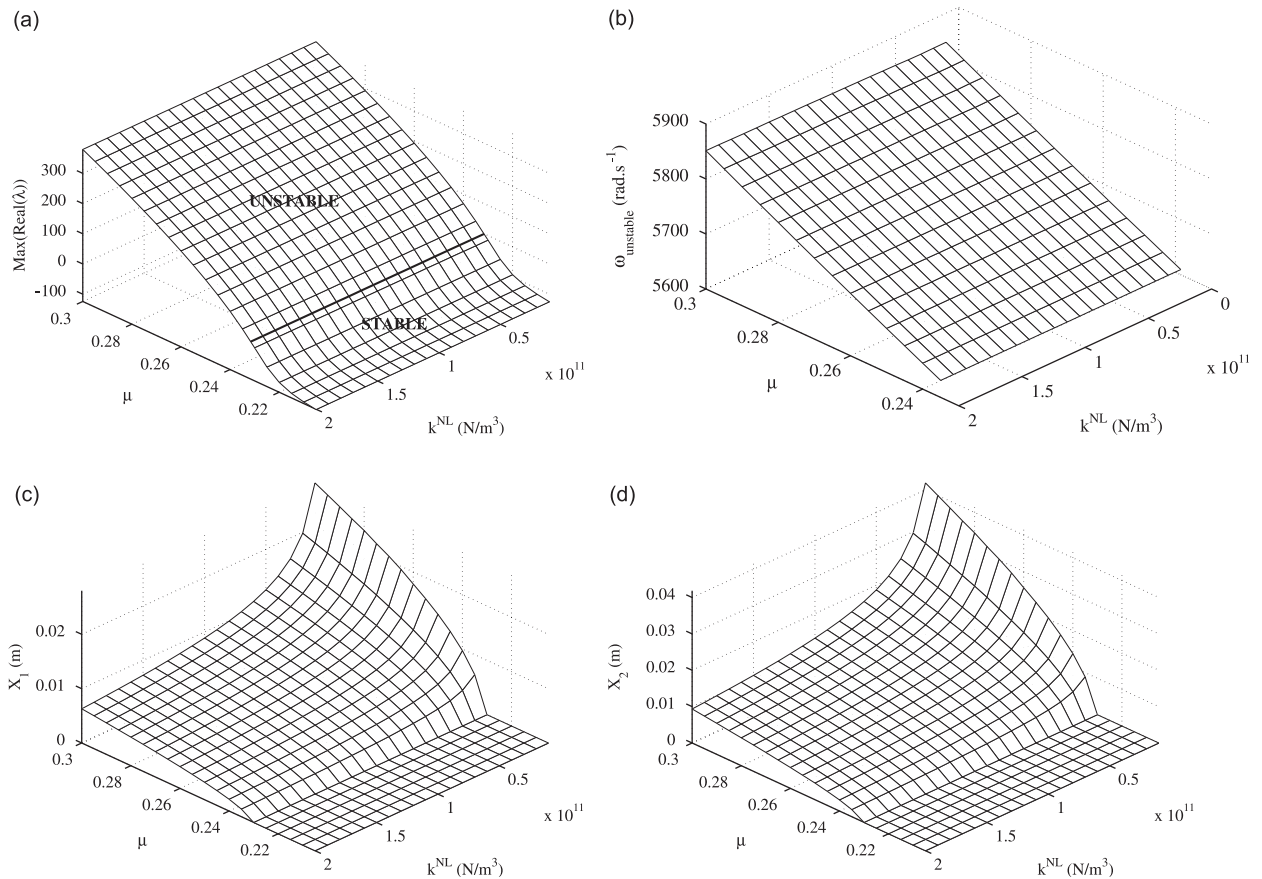 (a)
300
200
100
0
-100
Max(Real(λ))
UNSTABLE
STABLE
0.3
0.28
0.26
0.24
0.22
μ
2
1.5
1
0.5
x 10^11
k^NL (N/m^3)
(b)
5900
5800
5700
5600
ω_unstable (rad.s^-1)
0.3
0.28
0.26
0.24
μ
2
1.5
1
0.5
0
x 10^11
k^NL (N/m^3)
(c)
0.02
0.01
0
X_1 (m)
0.3
0.28
0.26
0.24
0.22
μ
2
1.5
1
0.5
x 10^11
k^NL (N/m^3)
(d)
0.04
0.03
0.02
0.01
0
X_2 (m)
0.3
0.28
0.26
0.24
0.22
μ
2
1.5
1
0.5
x 10^11
k^NL (N/m^3)